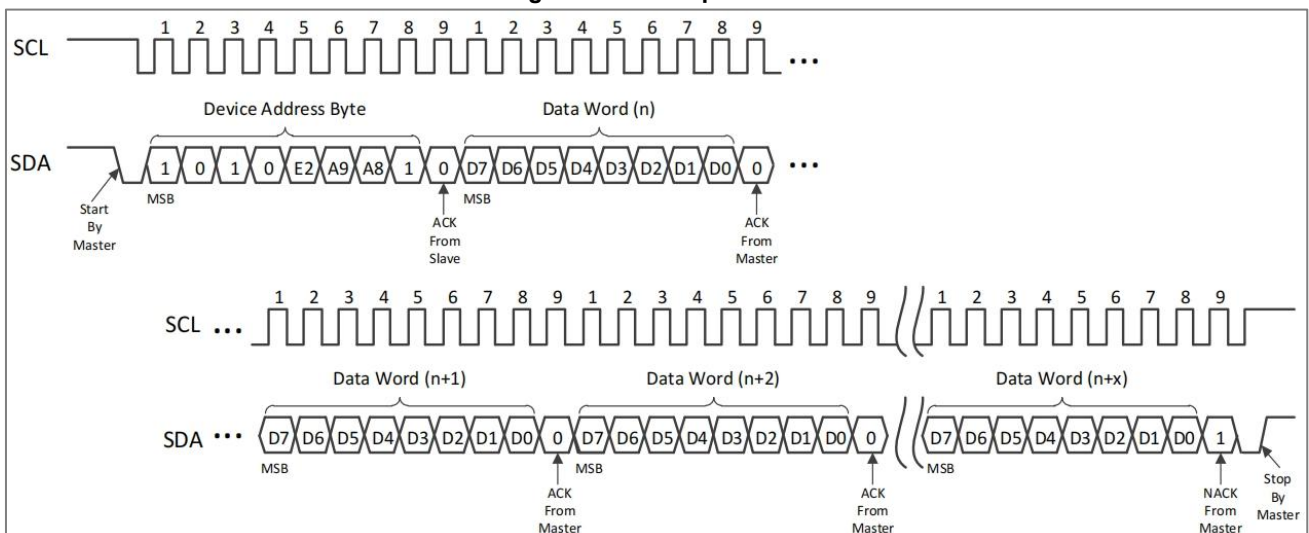 1 2 3 4 5 6 7 8 9 1 2 3 4 5 6 7 8 9
SCL ...
Device Address Byte Data Word (n)
SDA 1 0 1 0 E2 A9 A8 1 0 D7 D6 D5 D4 D3 D2 D1 D0 0 ...
MSB MSB
Start By Master
ACK From Slave
ACK From Master
1 2 3 4 5 6 7 8 9 1 2 3 4 5 6 7 8 9 1 2 3 4 5 6 7 8 9
SCL ...
Data Word (n+1) Data Word (n+2) Data Word (n+x)
SDA ... D7 D6 D5 D4 D3 D2 D1 D0 0 D7 D6 D5 D4 D3 D2 D1 D0 0 D7 D6 D5 D4 D3 D2 D1 D0 1
MSB MSB MSB
ACK From Master
ACK From Master
NACK From Master
Stop By Master